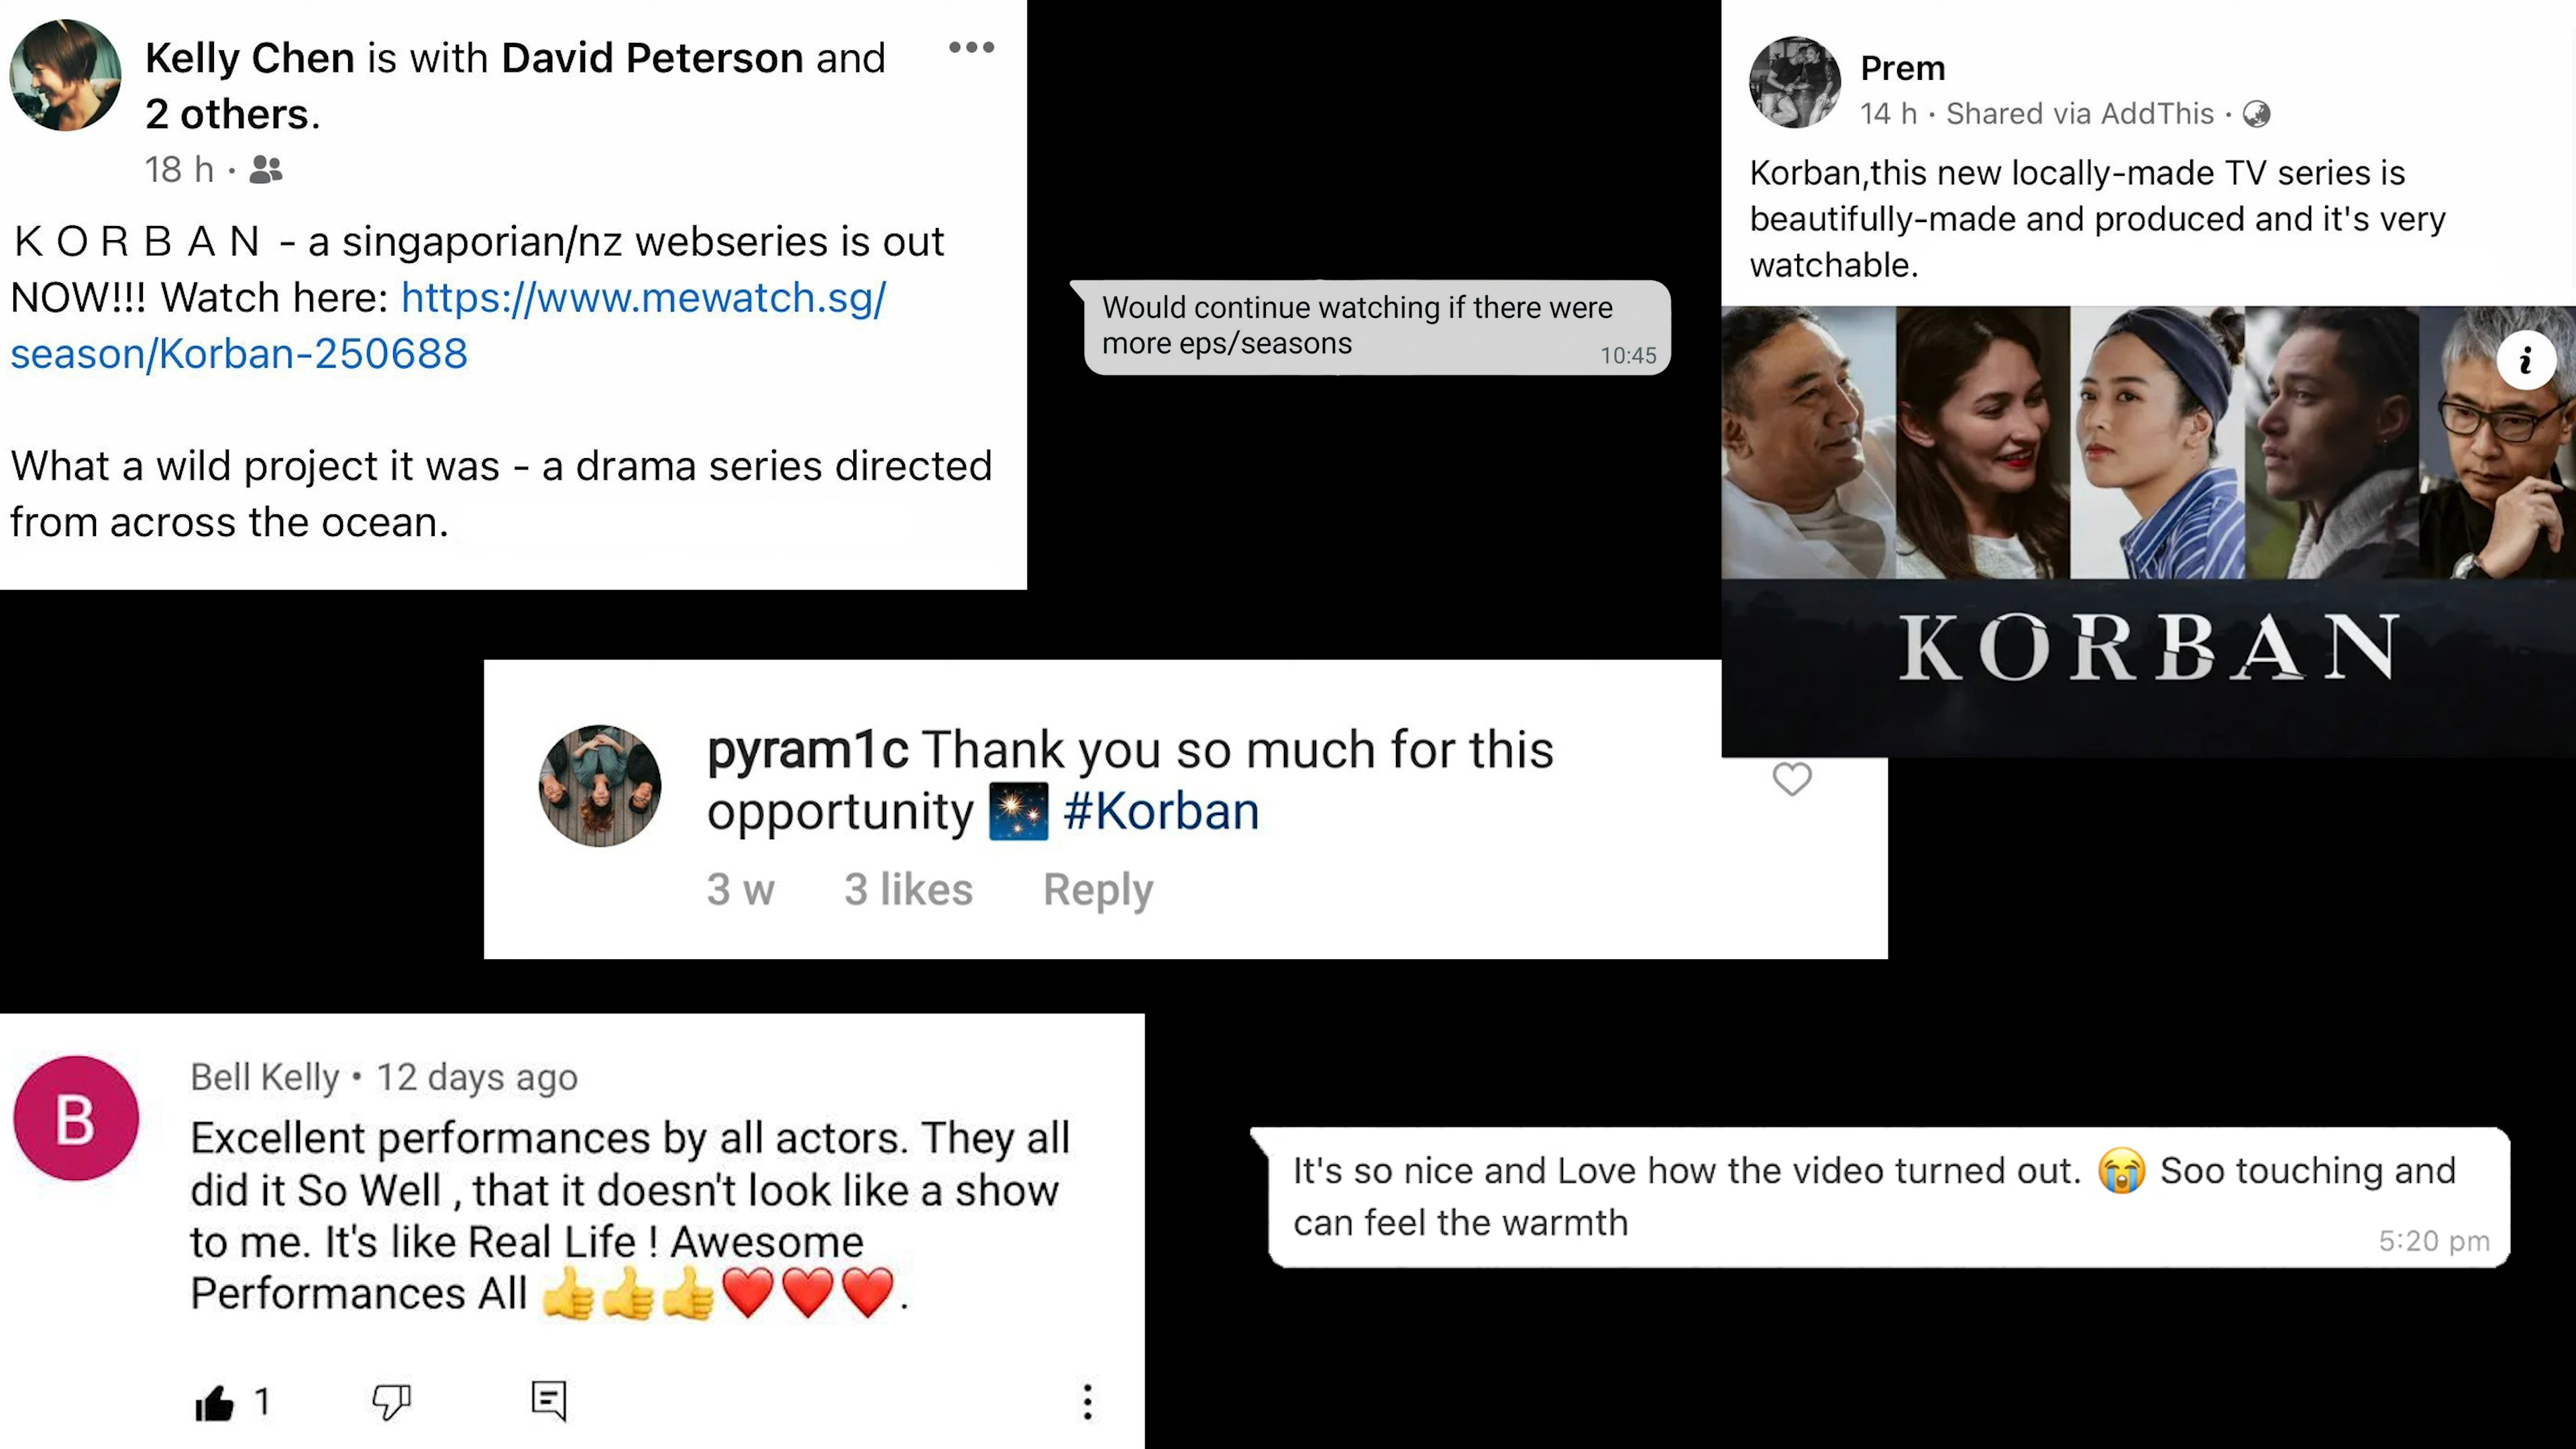 Kelly Chen is with David Peterson and
2 others.
18 h ·
K O R B A N - a singaporian/nz webseries is out
NOW!!! Watch here: https://www.mewatch.sg/
season/Korban-250688
What a wild project it was - a drama series directed
from across the ocean.
Would continue watching if there were
more eps/seasons
10:45
Prem
14 h · Shared via AddThis ·
Korban,this new locally-made TV series is
beautifully-made and produced and it's very
watchable.
i
KORBAN
pyram1c Thank you so much for this
opportunity 🎇 #Korban
3 w 3 likes Reply
B
Bell Kelly • 12 days ago
Excellent performances by all actors. They all
did it So Well , that it doesn't look like a show
to me. It's like Real Life ! Awesome
Performances All 👍👍👍❤️❤️❤️.
1
It's so nice and Love how the video turned out. 😭 Soo touching and
can feel the warmth
5:20 pm